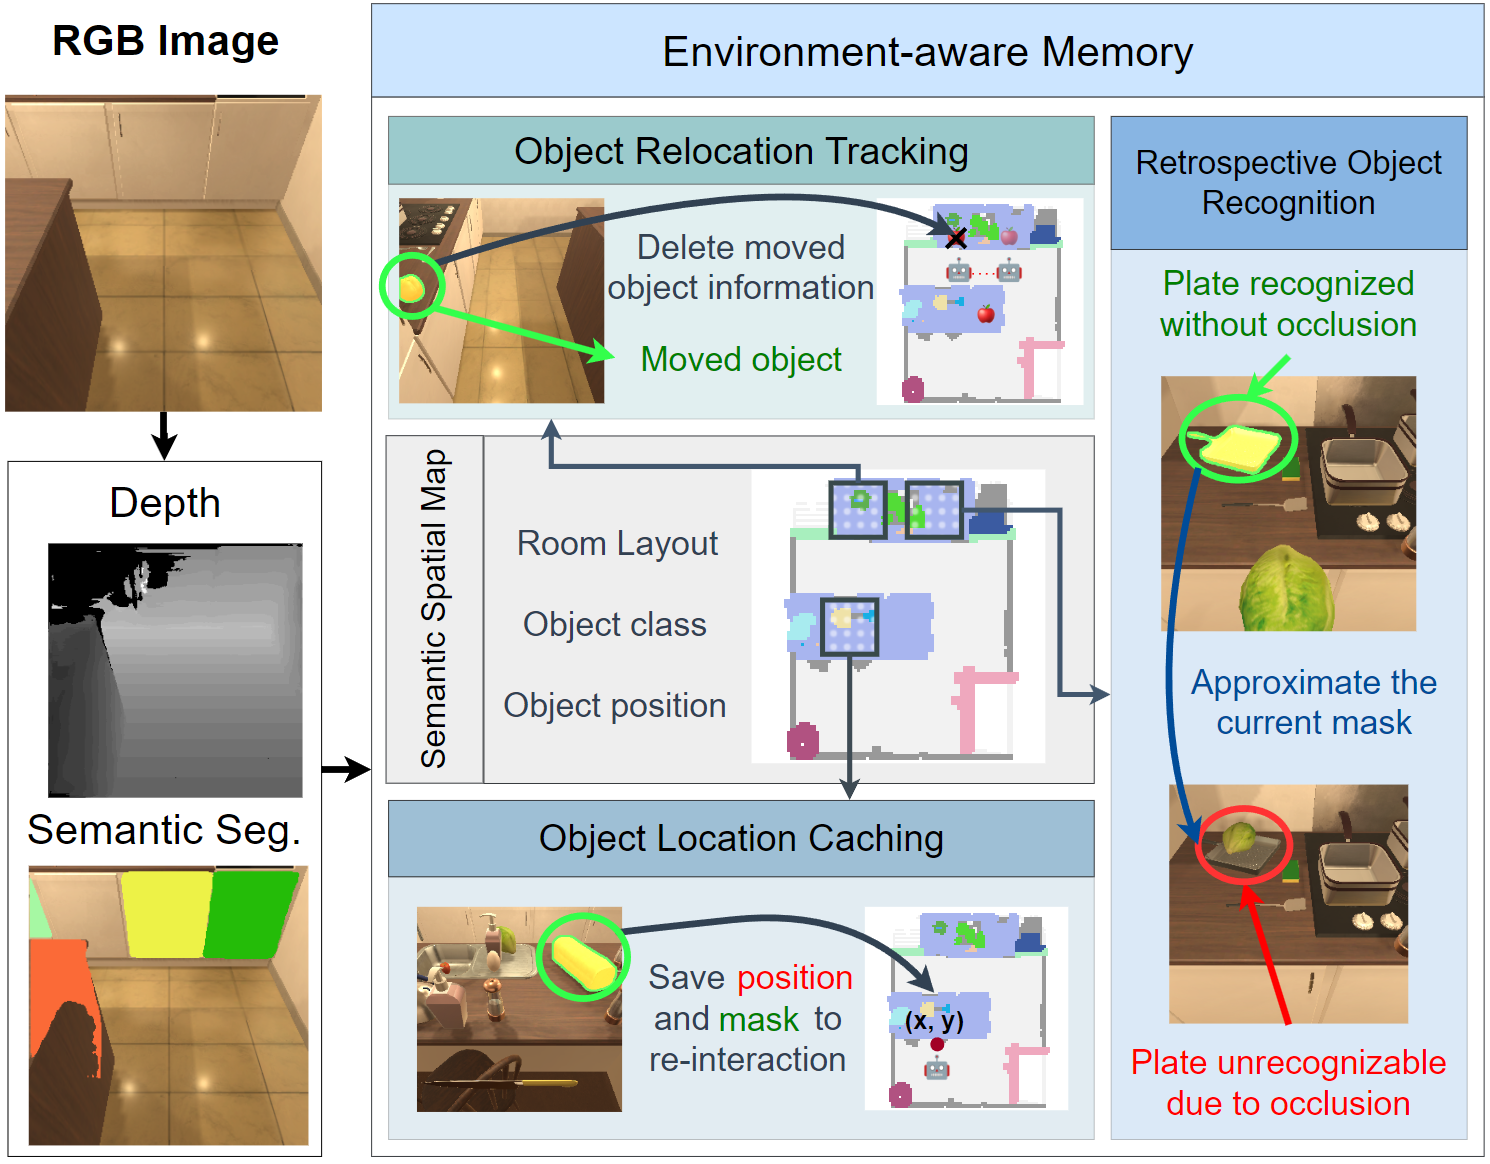 RGB Image
Depth
Semantic Seg.
Environment-aware Memory
Object Relocation Tracking
Delete moved
object information
Moved object
Semantic Spatial Map
Room Layout
Object class
Object position
Object Location Caching
Save position
and mask to
re-interaction
(x, y)
Retrospective Object
Recognition
Plate recognized
without occlusion
Approximate the
current mask
Plate unrecognizable
due to occlusion